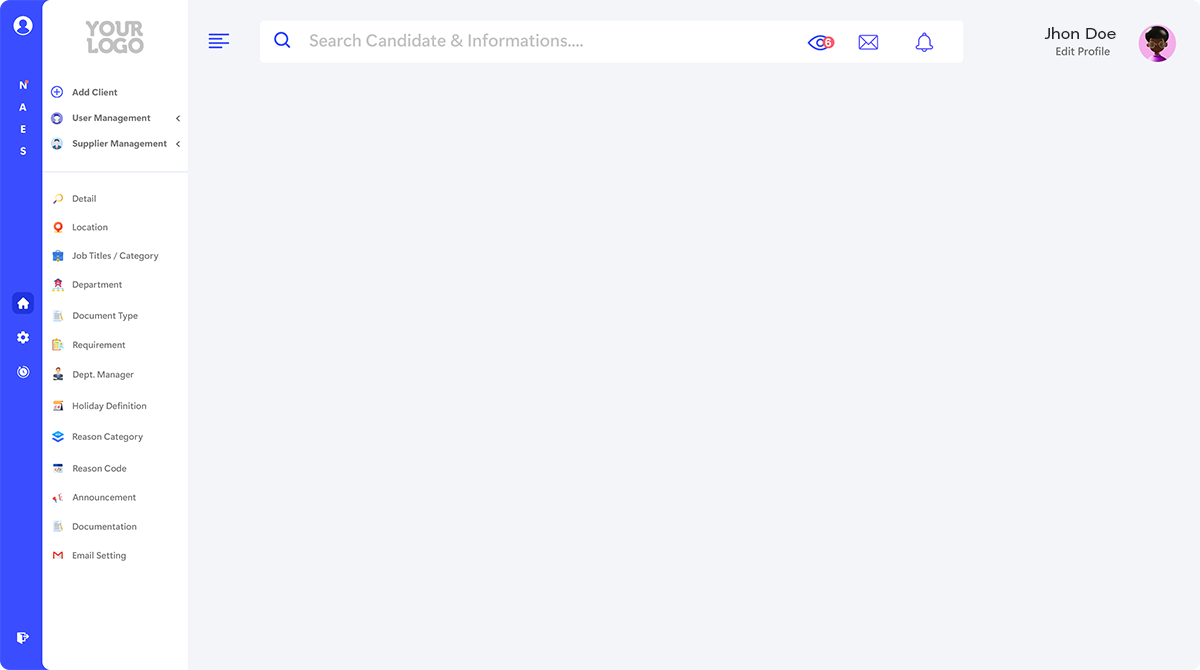 N
A
E
S
YOUR
LOGO
Add Client
User Management
Supplier Management
Detail
Location
Job Titles / Category
Department
Document Type
Requirement
Dept. Manager
Holiday Definition
Reason Category
Reason Code
Announcement
Documentation
Email Setting
Search Candidate & Informations....
6
Jhon Doe
Edit Profile